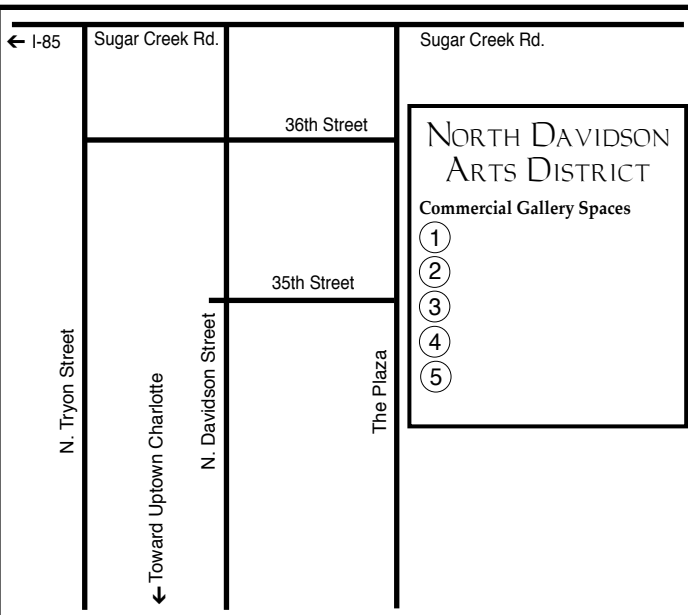 ← I-85
Sugar Creek Rd.
Sugar Creek Rd.
36th Street
NORTH DAVIDSON
ARTS DISTRICT
Commercial Gallery Spaces
1
2
3
4
5
35th Street
N. Tryon Street
← Toward Uptown Charlotte
N. Davidson Street
The Plaza